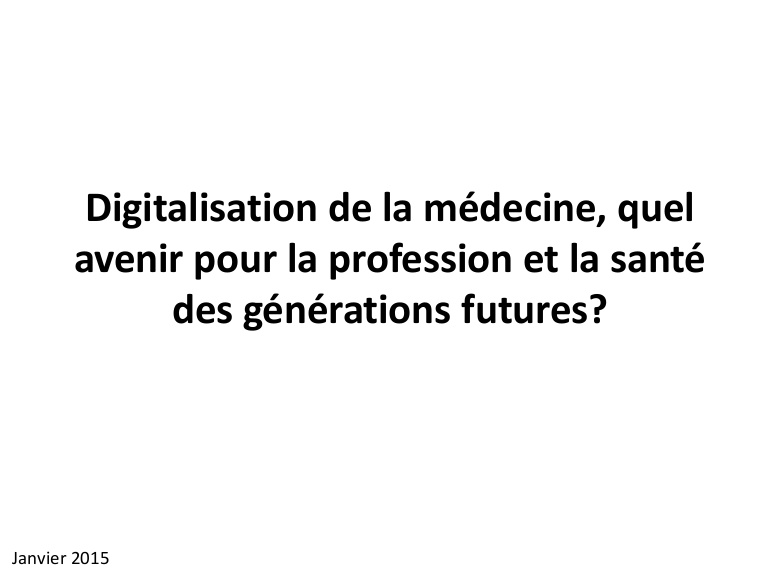 Digitalisation de la médecine, quel
avenir pour la profession et la santé
des générations futures?
Janvier 2015